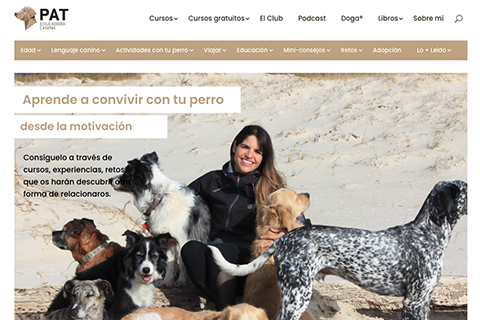 PAT
EDUCADORA
CANINA
Cursos Cursos gratuitos El Club Podcast Doga® Libros Sobre mí
Edad Lenguaje canino Actividades con tu perro Viajar Educación Mini-consejos Retos Adopción Lo + Leído
Aprende a convivir con tu perro
desde la motivación
Consíguelo a través de
cursos, experiencias, retos
que os harán descubrir
forma de relacionaros.